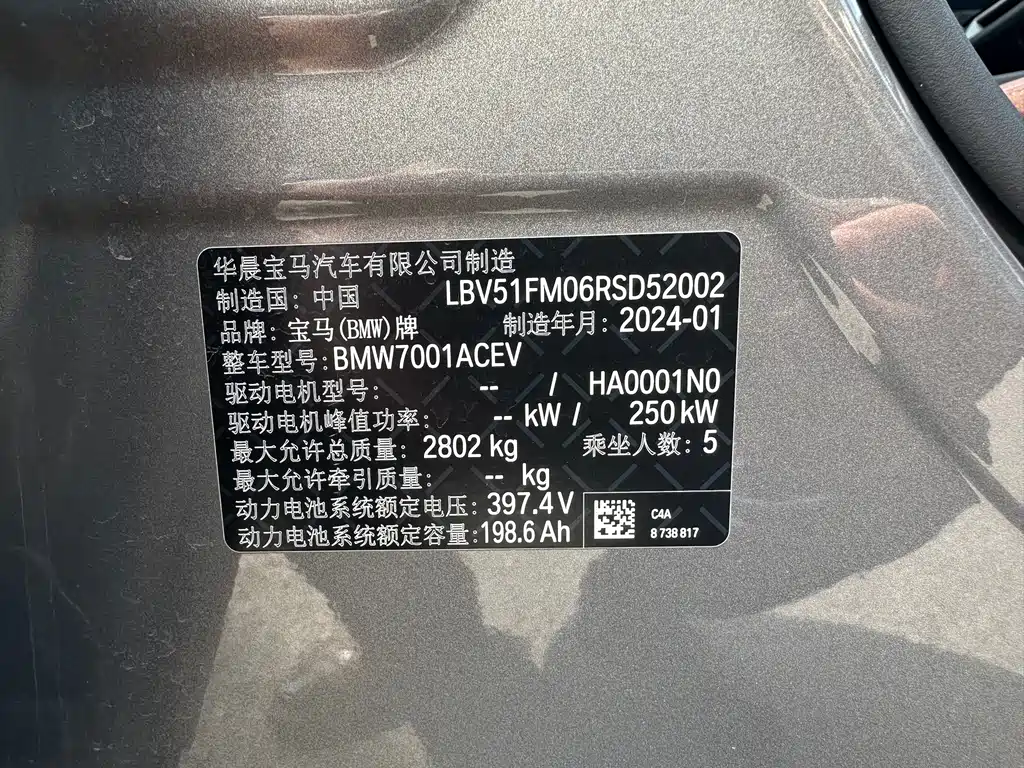 华晨宝马汽车有限公司制造
制造国: 中国 LBV51FM06RSD52002
品牌: 宝马(BMW)牌 制造年月: 2024-01
整车型号: BMW7001ACEV
驱动电机型号: -- / HA0001N0
驱动电机峰值功率: -- kW / 250 kW
最大允许总质量: 2802 kg 乘坐人数: 5
最大允许牵引质量: -- kg
动力电池系统额定电压: 397.4 V
动力电池系统额定容量: 198.6 Ah
C4A
8 738 817